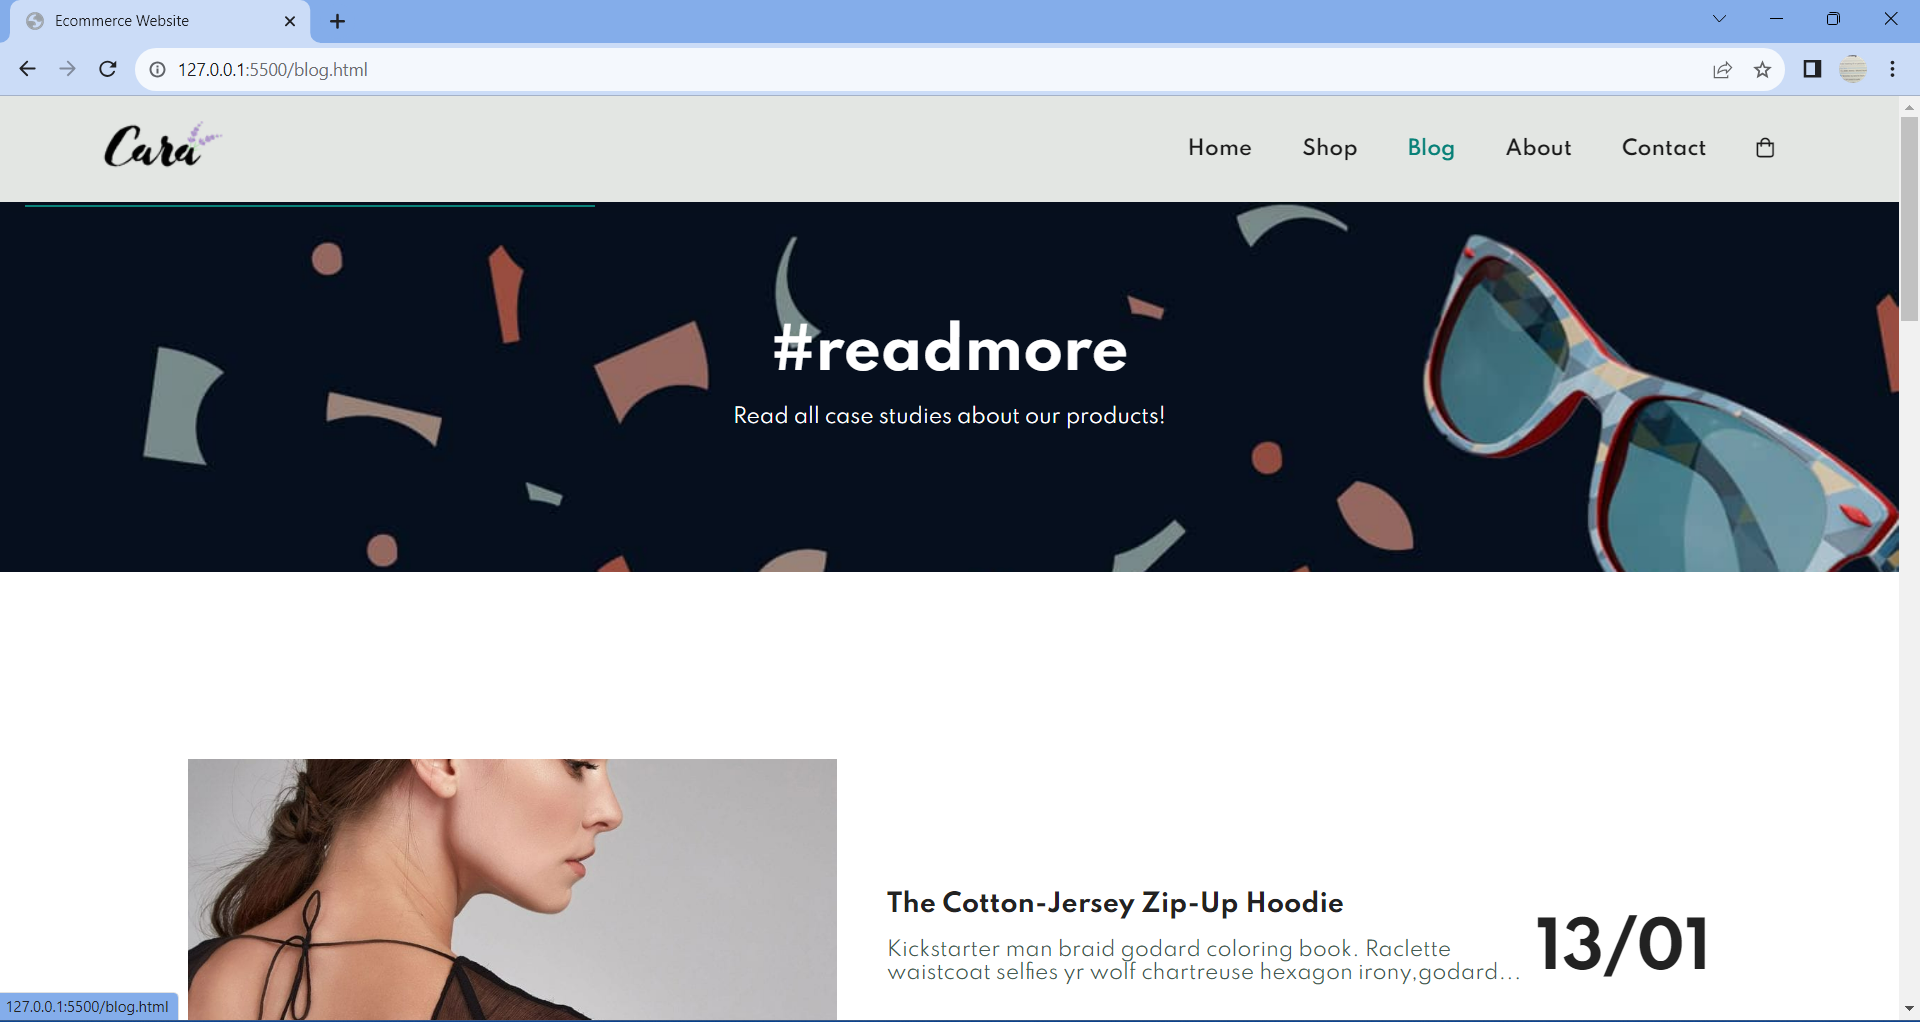 Ecommerce Website
127.0.0.1:5500/blog.html
Cara
Home Shop Blog About Contact
#readmore
Read all case studies about our products!
The Cotton-Jersey Zip-Up Hoodie
Kickstarter man braid godard coloring book. Raclette
waistcoat selfies yr wolf chartreuse hexagon irony,godard...
13/01
127.0.0.1:5500/blog.html